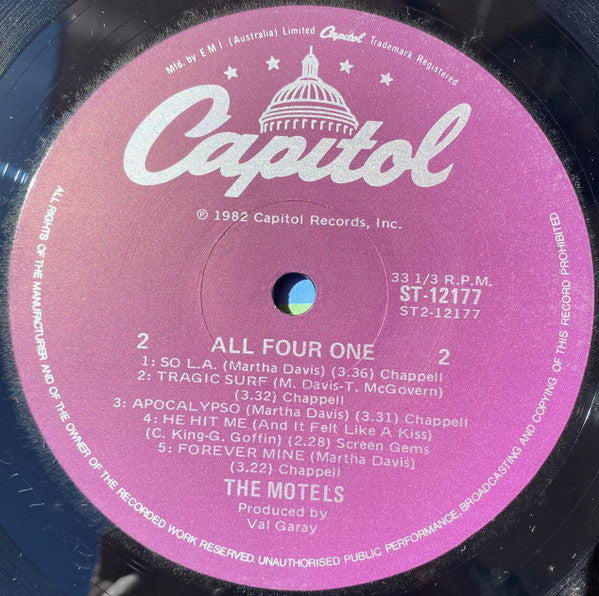 Mfd. by E M I (Australia) Limited Capitol Trademark Registered
Capitol
℗ 1982 Capitol Records, Inc.
33 1/3 R.P.M.
ST-12177
ST2-12177
2 ALL FOUR ONE 2
1: SO L.A. (Martha Davis) (3.36) Chappell
2: TRAGIC SURF (M. Davis-T. McGovern)
(3.32) Chappell
3: APOCALYPSO (Martha Davis) (3.31) Chappell
4: HE HIT ME (And It Felt Like A Kiss)
(C. King-G. Goffin) (2.28) Screen Gems
5: FOREVER MINE (Martha Davis)
(3.22) Chappell
THE MOTELS
Produced by
Val Garay
ALL RIGHTS OF THE MANUFACTURER AND OF THE OWNER OF THE RECORDED WORK RESERVED. UNAUTHORISED PUBLIC PERFORMANCE, BROADCASTING AND COPYING OF THIS RECORD PROHIBITED